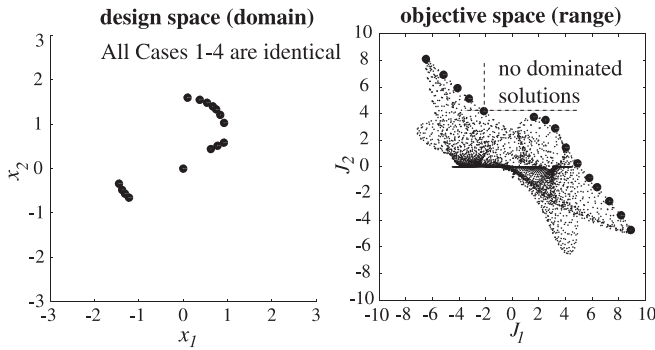 design space (domain)
All Cases 1-4 are identical
3
2
1
0
-1
-2
-3
x2
-3 -2 -1 0 1 2 3
x1
objective space (range)
no dominated
solutions
10
8
6
4
2
0
-2
-4
-6
-8
-10
J2
-10 -8 -6 -4 -2 0 2 4 6 8 10
J1